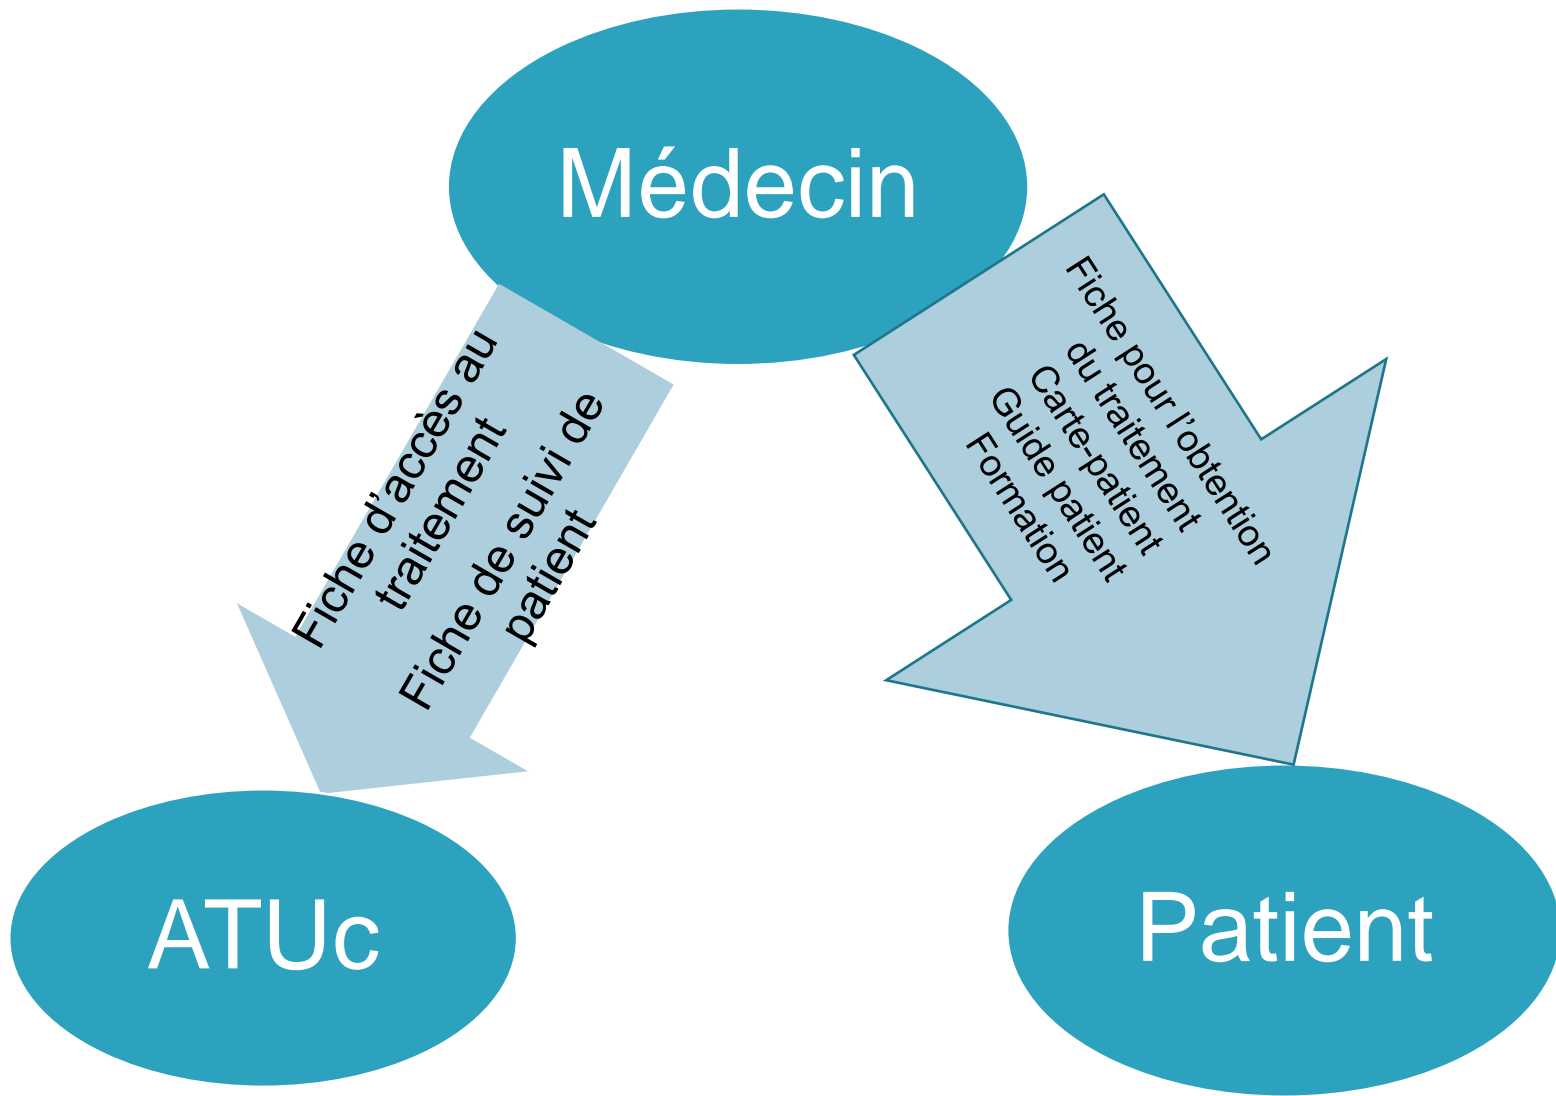 Médecin
Fiche d’accès au
traitement
Fiche de suivi de
patient
Fiche pour l’obtention
du traitement
Carte-patient
Guide patient
Formation
ATUc
Patient